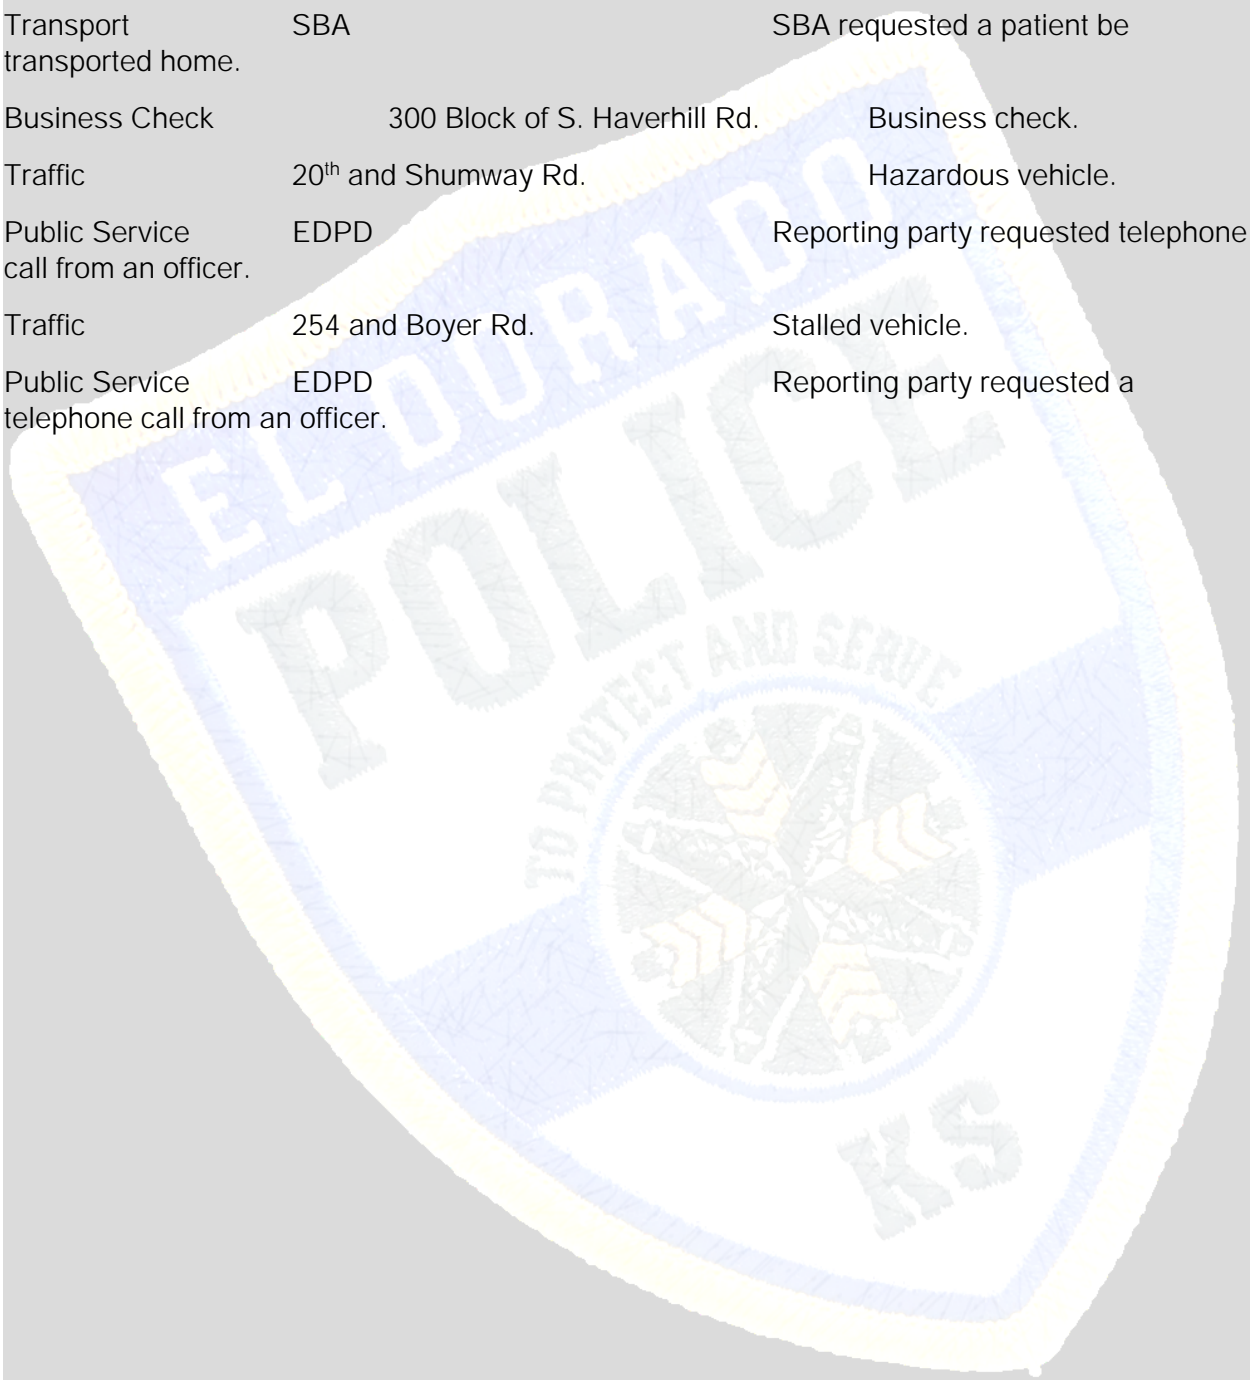 Transport SBA SBA requested a patient be
transported home.
Business Check 300 Block of S. Haverhill Rd. Business check.
Traffic 20th and Shumway Rd. Hazardous vehicle.
Public Service EDPD Reporting party requested telephone
call from an officer.
Traffic 254 and Boyer Rd. Stalled vehicle.
Public Service EDPD Reporting party requested a
telephone call from an officer.
EL DORADO
POLICE
TO PROTECT AND SERVE
KS